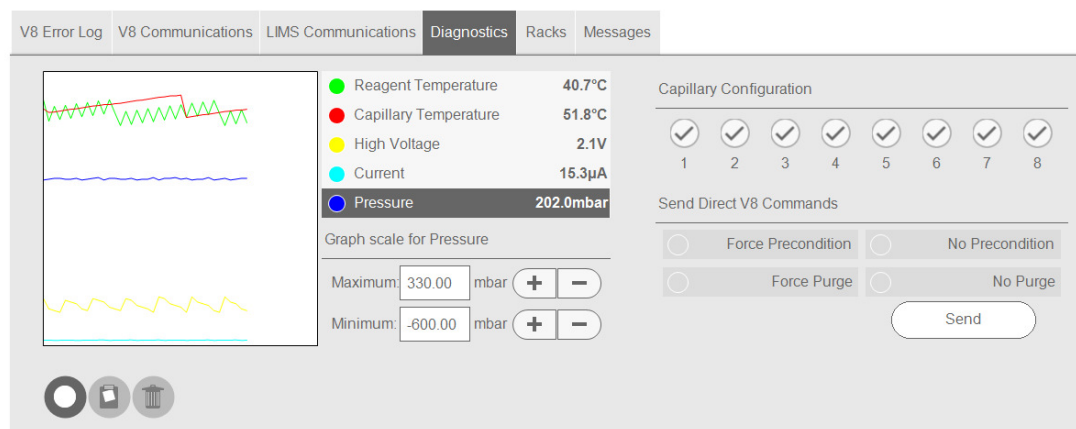 V8 Error Log V8 Communications LIMS Communications Diagnostics Racks Messages
Reagent Temperature 40.7°C
Capillary Temperature 51.8°C
High Voltage 2.1V
Current 15.3µA
Pressure 202.0mbar
Graph scale for Pressure
Maximum: 330.00 mbar + −
Minimum: -600.00 mbar + −
Capillary Configuration
1 2 3 4 5 6 7 8
Send Direct V8 Commands
Force Precondition No Precondition
Force Purge No Purge
Send